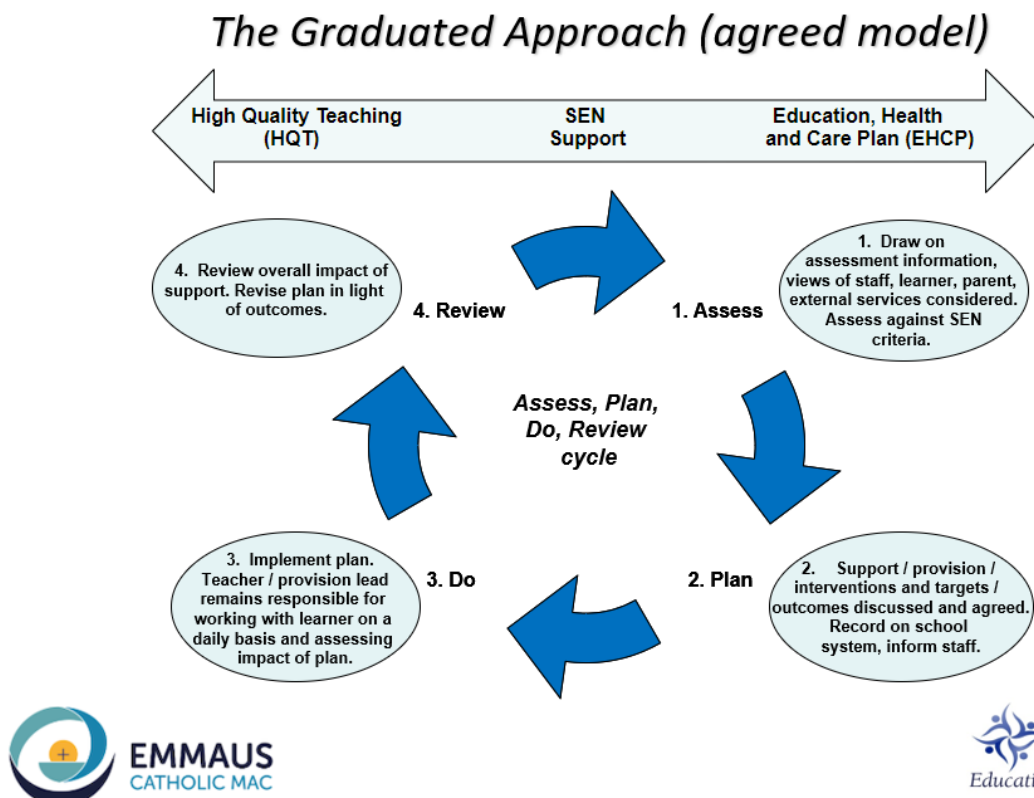 The Graduated Approach (agreed model)
High Quality Teaching
(HQT)
SEN
Support
Education, Health
and Care Plan (EHCP)
4. Review overall impact of
support. Revise plan in light
of outcomes.
4. Review
1. Assess
1. Draw on
assessment information,
views of staff, learner, parent,
external services considered.
Assess against SEN
criteria.
Assess, Plan,
Do, Review
cycle
3. Implement plan.
Teacher / provision lead
remains responsible for
working with learner on a
daily basis and assessing
impact of plan.
3. Do
2. Plan
2. Support / provision /
interventions and targets /
outcomes discussed and agreed.
Record on school
system, inform staff.
EMMAUS
CATHOLIC MAC